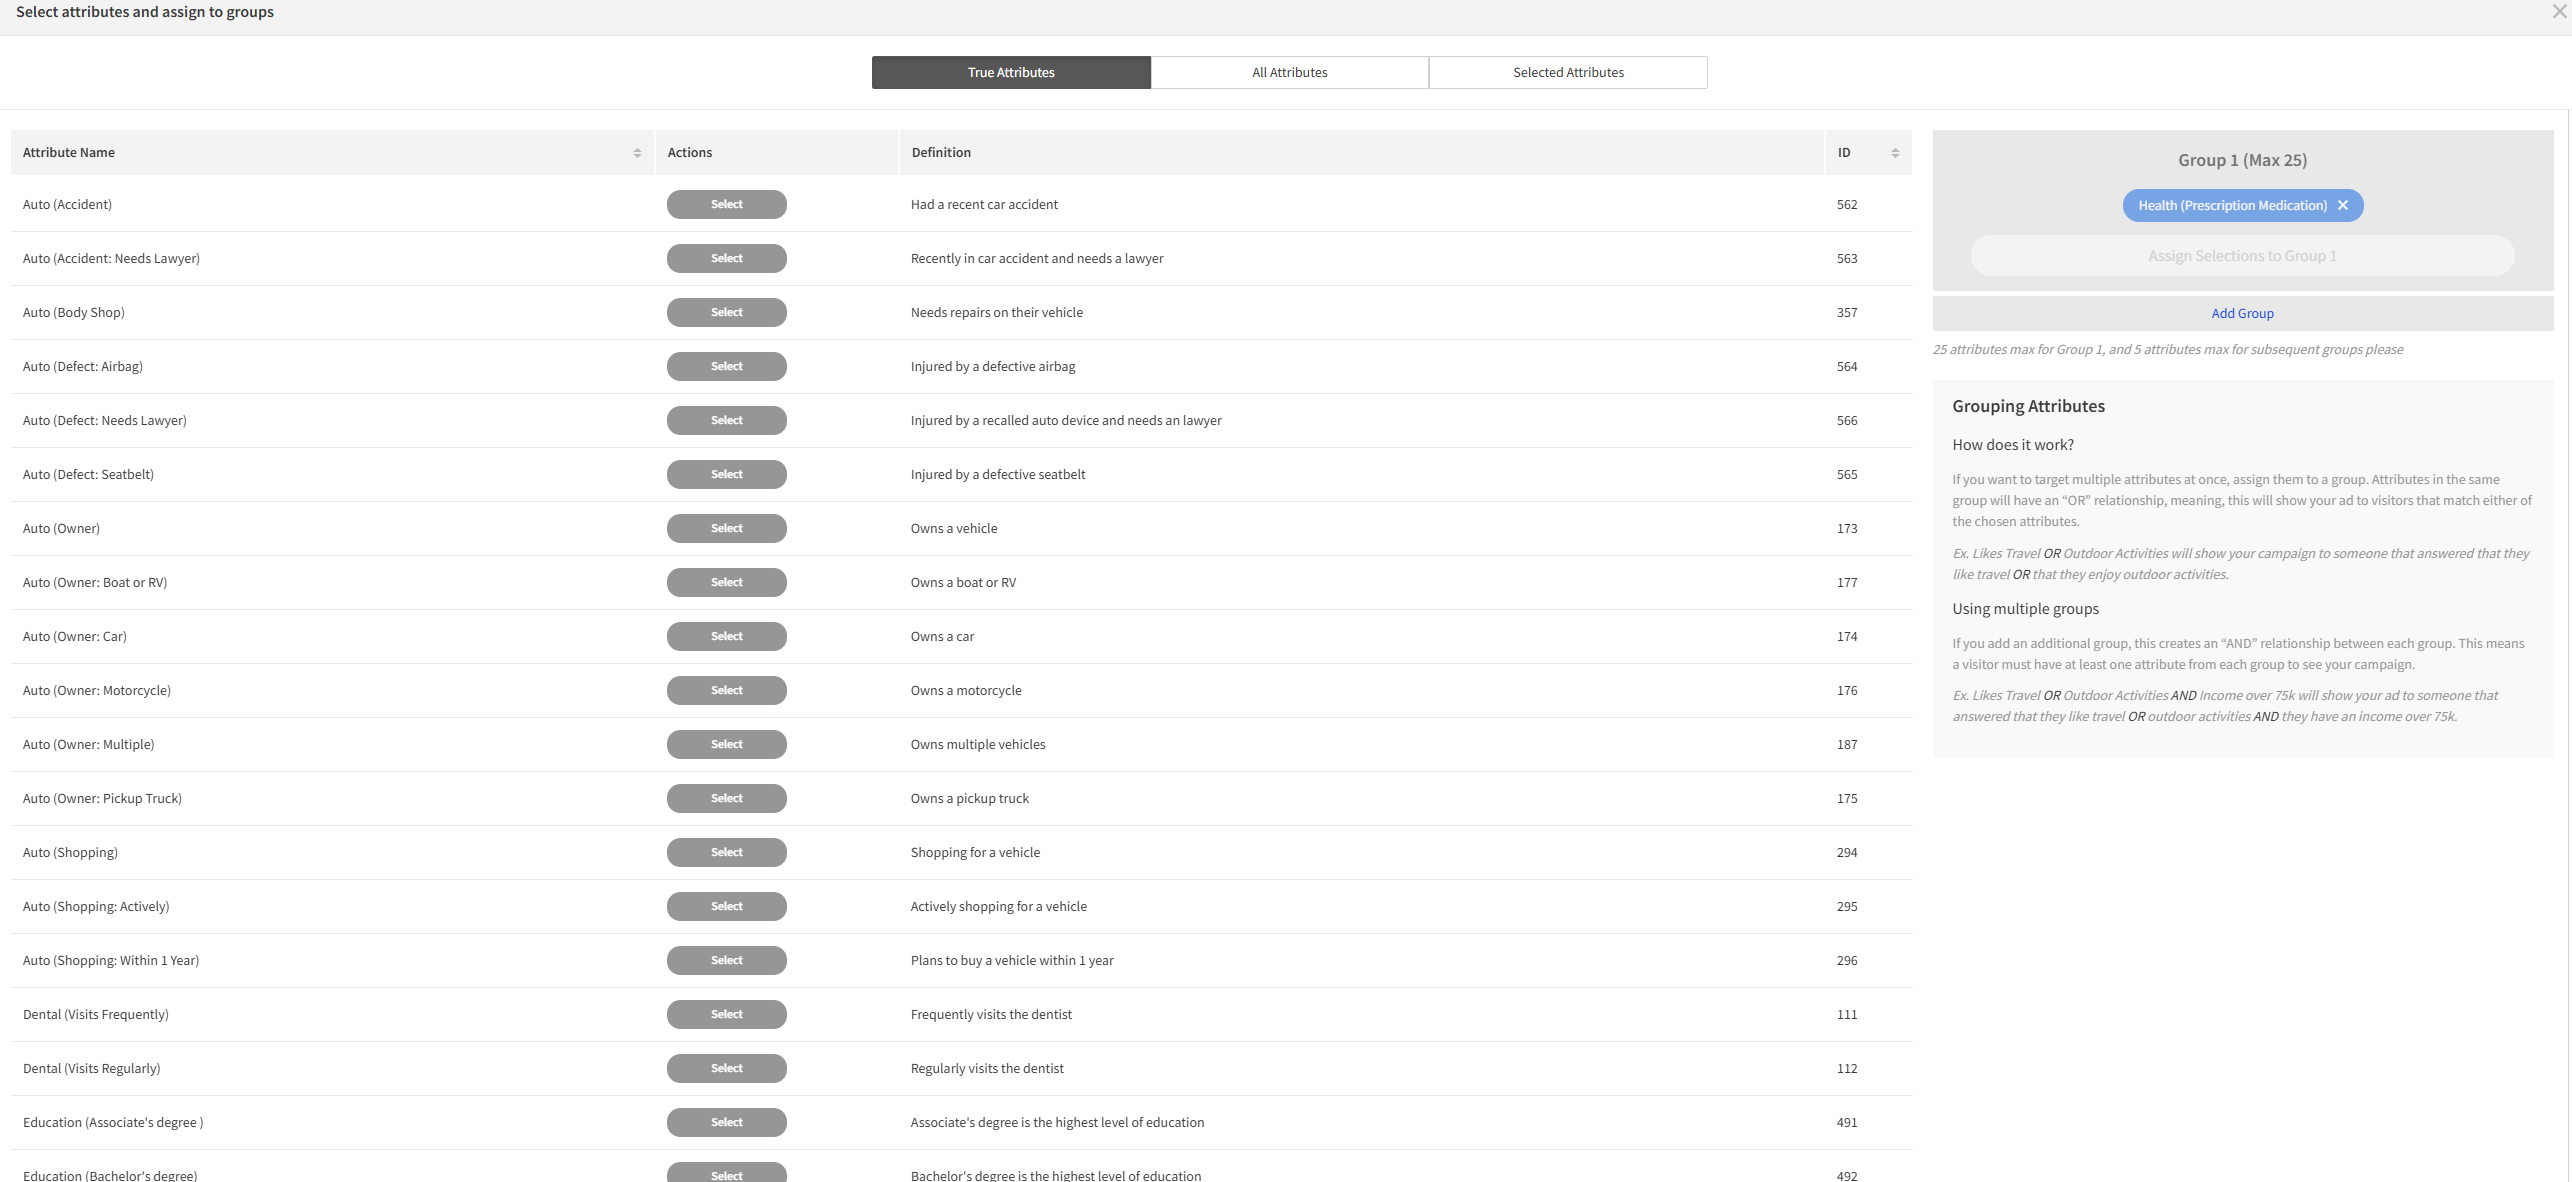 Select attributes and assign to groups
True Attributes
All Attributes
Selected Attributes
Attribute Name Actions Definition ID
Auto (Accident) Select Had a recent car accident 562
Auto (Accident: Needs Lawyer) Select Recently in car accident and needs a lawyer 563
Auto (Body Shop) Select Needs repairs on their vehicle 357
Auto (Defect: Airbag) Select Injured by a defective airbag 564
Auto (Defect: Needs Lawyer) Select Injured by a recalled auto device and needs an lawyer 566
Auto (Defect: Seatbelt) Select Injured by a defective seatbelt 565
Auto (Owner) Select Owns a vehicle 173
Auto (Owner: Boat or RV) Select Owns a boat or RV 177
Auto (Owner: Car) Select Owns a car 174
Auto (Owner: Motorcycle) Select Owns a motorcycle 176
Auto (Owner: Multiple) Select Owns multiple vehicles 187
Auto (Owner: Pickup Truck) Select Owns a pickup truck 175
Auto (Shopping) Select Shopping for a vehicle 294
Auto (Shopping: Actively) Select Actively shopping for a vehicle 295
Auto (Shopping: Within 1 Year) Select Plans to buy a vehicle within 1 year 296
Dental (Visits Frequently) Select Frequently visits the dentist 111
Dental (Visits Regularly) Select Regularly visits the dentist 112
Education (Associate's degree ) Select Associate's degree is the highest level of education 491
Education (Bachelor's degree) Select Bachelor's degree is the highest level of education 492
Group 1 (Max 25)
Health (Prescription Medication) ✕
Assign Selections to Group 1
Add Group
25 attributes max for Group 1, and 5 attributes max for subsequent groups please
Grouping Attributes
How does it work?
If you want to target multiple attributes at once, assign them to a group. Attributes in the same
group will have an “OR” relationship, meaning, this will show your ad to visitors that match either of
the chosen attributes.
Ex. Likes Travel OR Outdoor Activities will show your campaign to someone that answered that they
like travel OR that they enjoy outdoor activities.
Using multiple groups
If you add an additional group, this creates an “AND” relationship between each group. This means
a visitor must have at least one attribute from each group to see your campaign.
Ex. Likes Travel OR Outdoor Activities AND Income over 75k will show your ad to someone that
answered that they like travel OR outdoor activities AND they have an income over 75k.